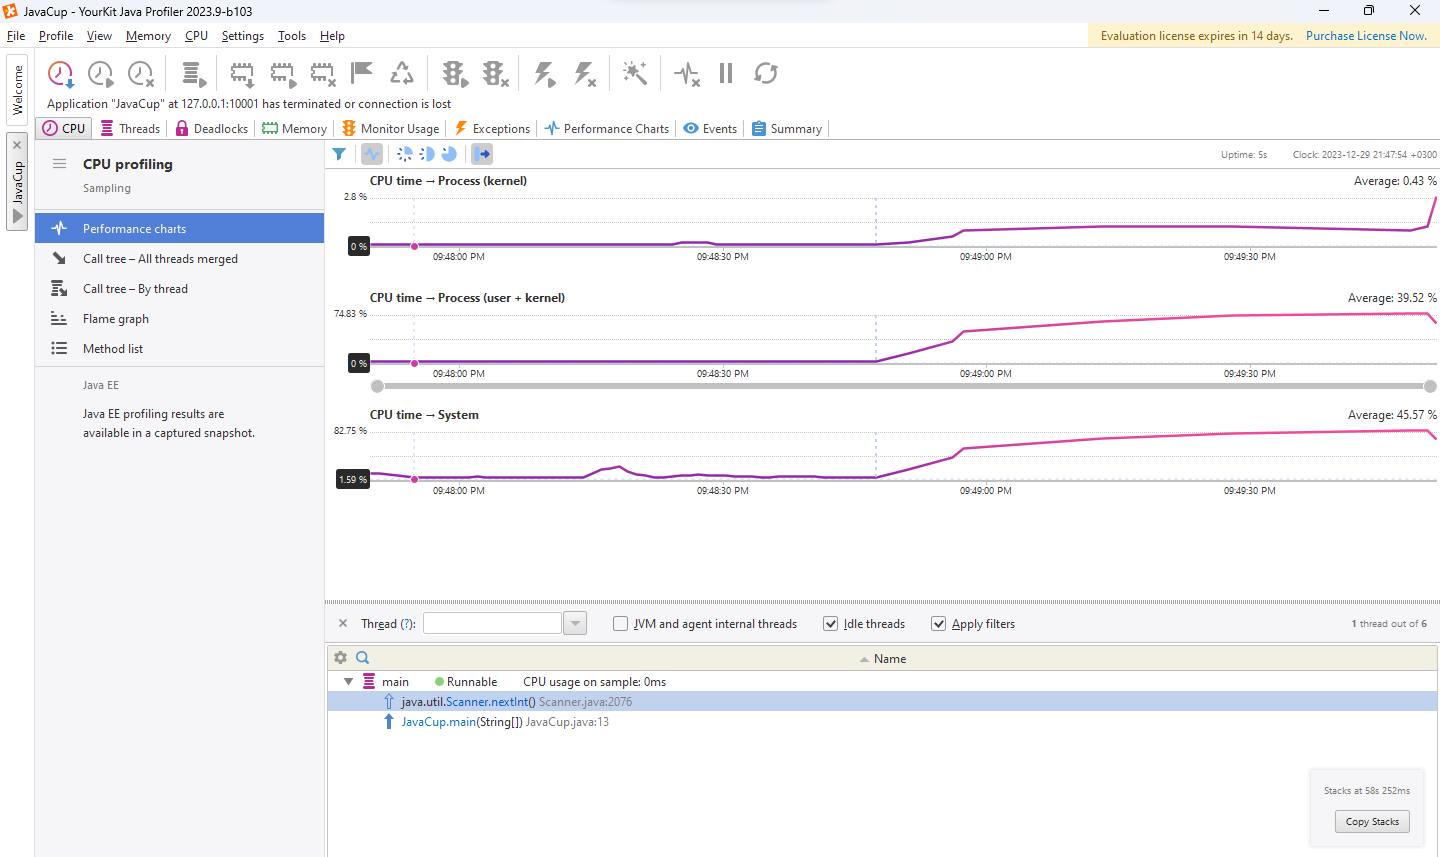 JavaCup - YourKit Java Profiler 2023.9-b103
File Profile View Memory CPU Settings Tools Help
Evaluation license expires in 14 days. Purchase License Now.
Welcome
JavaCup
Application "JavaCup" at 127.0.0.1:10001 has terminated or connection is lost
CPU Threads Deadlocks Memory Monitor Usage Exceptions Performance Charts Events Summary
CPU profiling
Sampling
Performance charts
Call tree – All threads merged
Call tree – By thread
Flame graph
Method list
Java EE
Java EE profiling results are
available in a captured snapshot.
Uptime: 5s Clock: 2023-12-29 21:47:54 +0300
CPU time → Process (kernel) Average: 0.43 %
2.8 %
0 %
09:48:00 PM 09:48:30 PM 09:49:00 PM 09:49:30 PM
CPU time → Process (user + kernel) Average: 39.52 %
74.83 %
0 %
09:48:00 PM 09:48:30 PM 09:49:00 PM 09:49:30 PM
CPU time → System Average: 45.57 %
82.75 %
1.59 %
09:48:00 PM 09:48:30 PM 09:49:00 PM 09:49:30 PM
Thread (?): JVM and agent internal threads Idle threads Apply filters 1 thread out of 6
Name
main Runnable CPU usage on sample: 0ms
java.util.Scanner.nextInt() Scanner.java:2076
JavaCup.main(String[]) JavaCup.java:13
Stacks at 58s 252ms
Copy Stacks